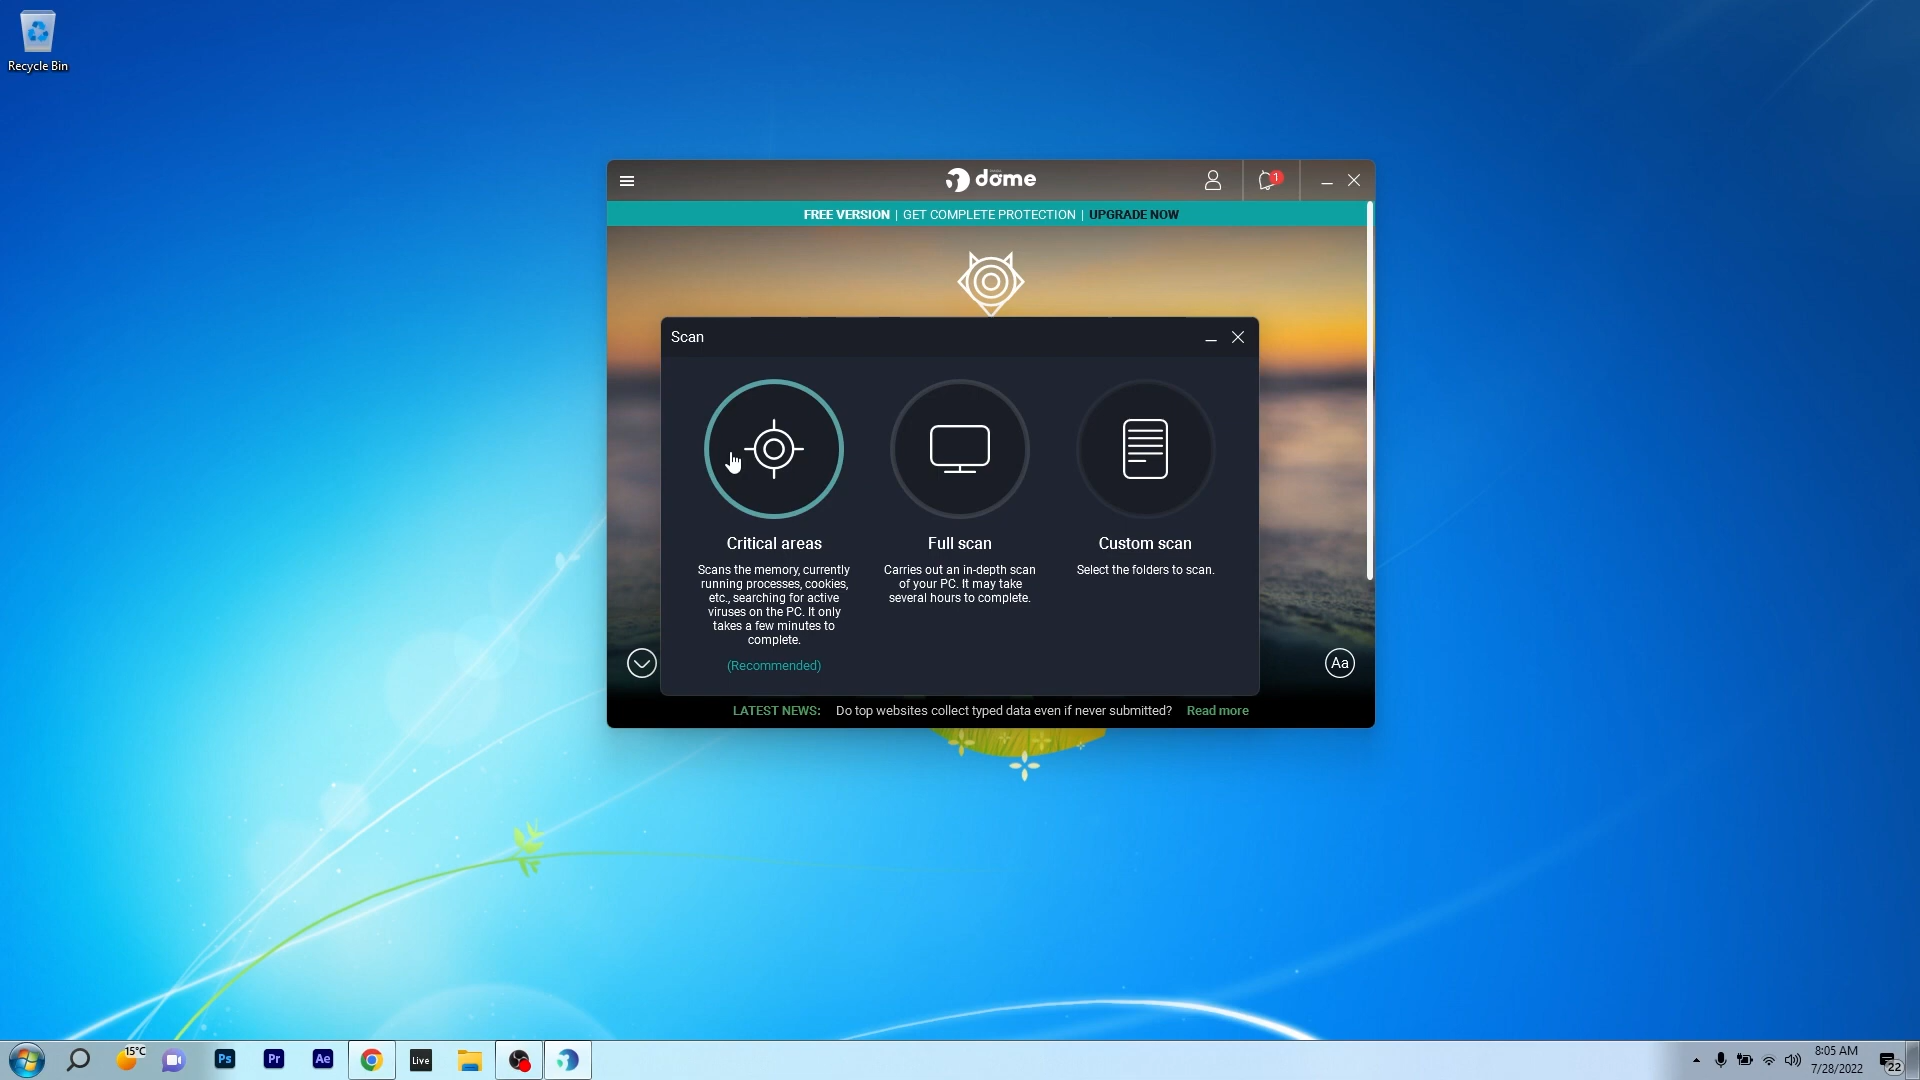 Recycle Bin
dome
1
FREE VERSION | GET COMPLETE PROTECTION | UPGRADE NOW
Scan
Critical areas
Scans the memory, currently
running processes, cookies,
etc., searching for active
viruses on the PC. It only
takes a few minutes to
complete.
(Recommended)
Full scan
Carries out an in-depth scan
of your PC. It may take
several hours to complete.
Custom scan
Select the folders to scan.
Aa
LATEST NEWS: Do top websites collect typed data even if never submitted? Read more
15°C
Ps
Pr
Ae
Live
8:05 AM
7/28/2022
22